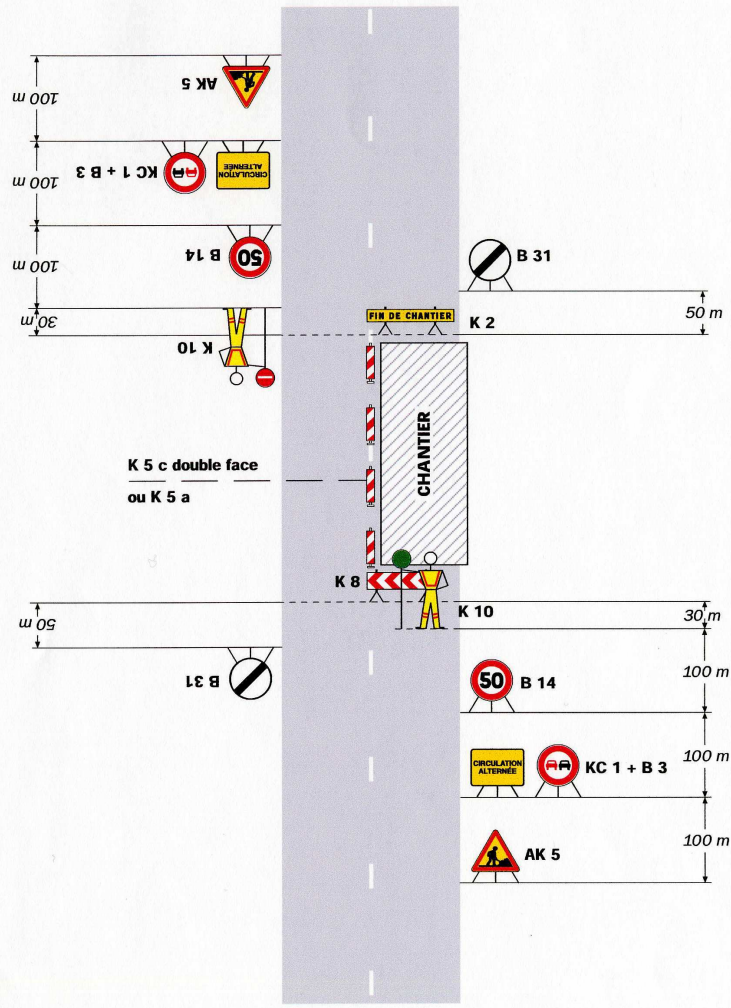 AK 5
100 m
KC 1 + B 3
CIRCULATION
ALTERNÉE
100 m
B 14
50
100 m
B 31
K 10
30 m
FIN DE CHANTIER
K 2
50 m
CHANTIER
K 5 c double face
ou K 5 a
K 8
K 10
50 m
30 m
B 31
50
B 14
100 m
CIRCULATION
ALTERNÉE
KC 1 + B 3
100 m
AK 5
100 m